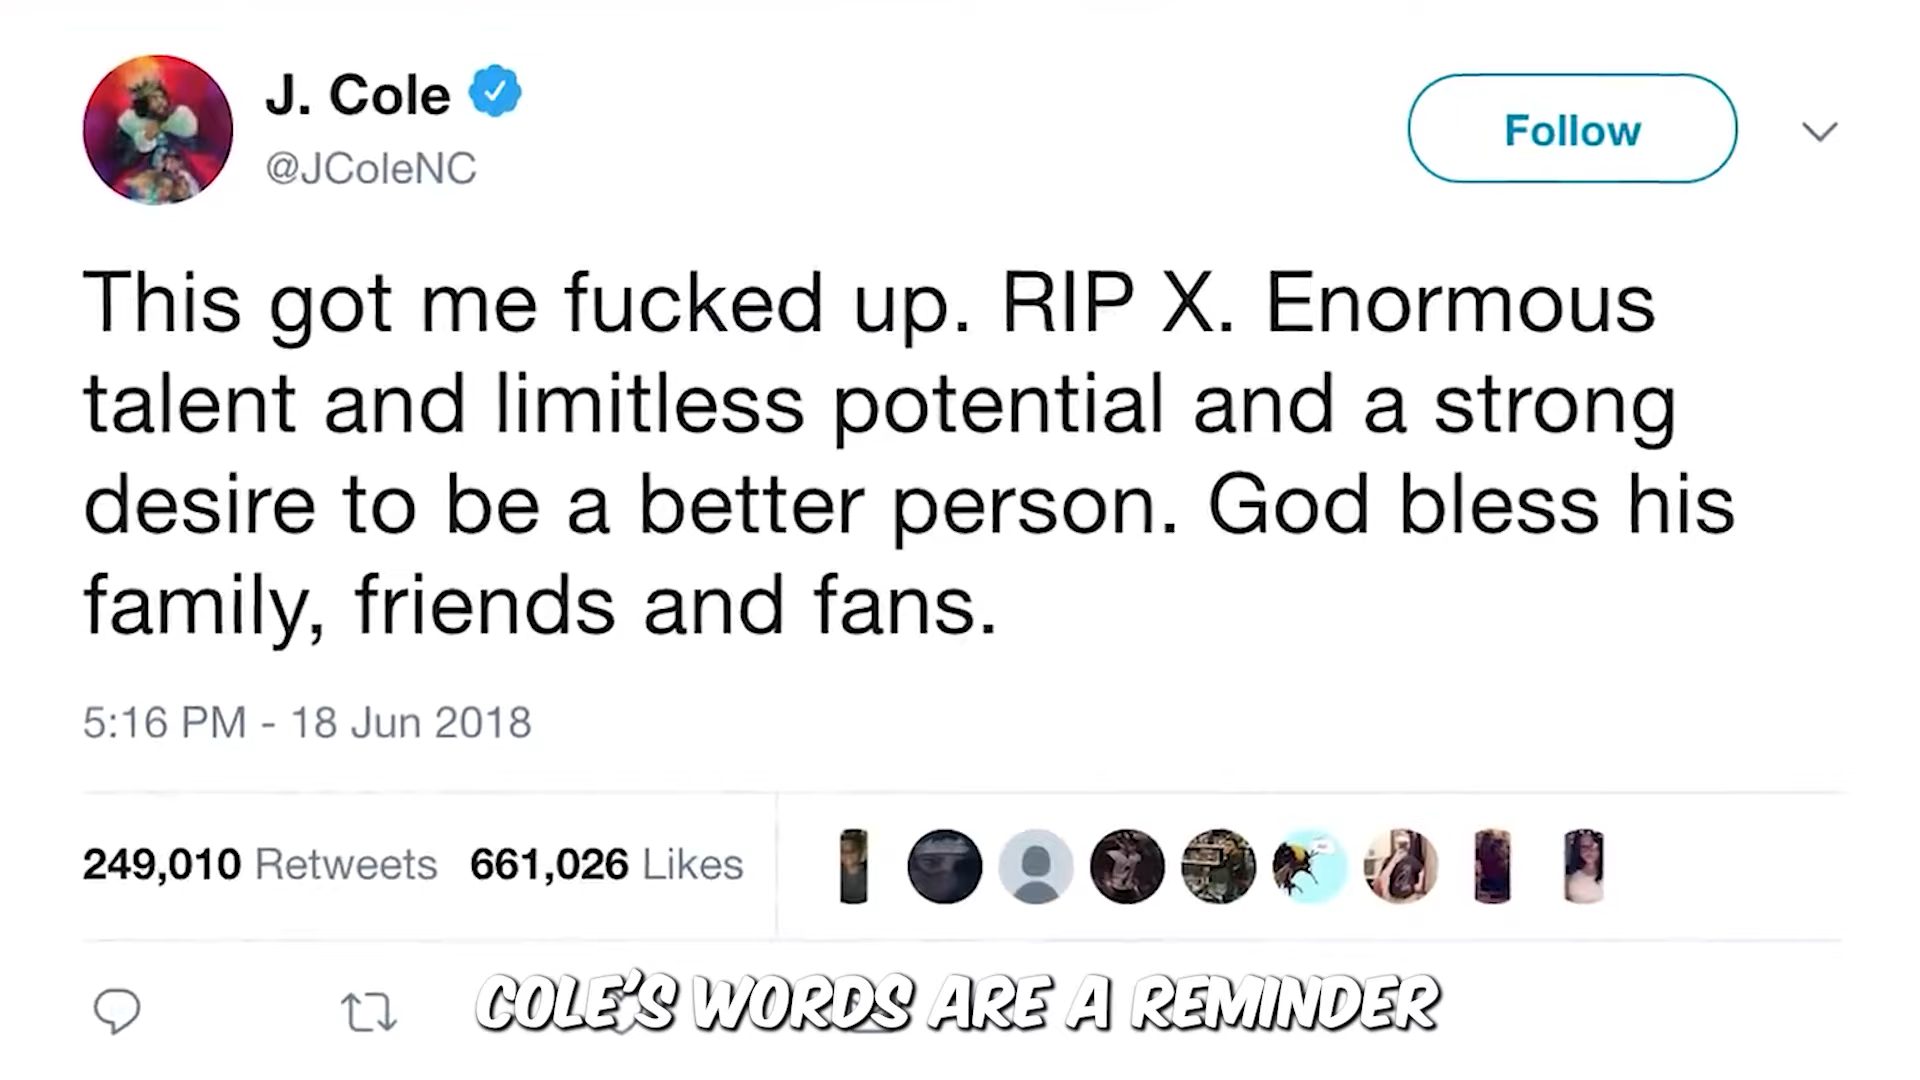 J. Cole
@JColeNC
Follow
This got me fucked up. RIP X. Enormous
talent and limitless potential and a strong
desire to be a better person. God bless his
family, friends and fans.
5:16 PM - 18 Jun 2018
249,010 Retweets 661,026 Likes
COLE'S WORDS ARE A REMINDER